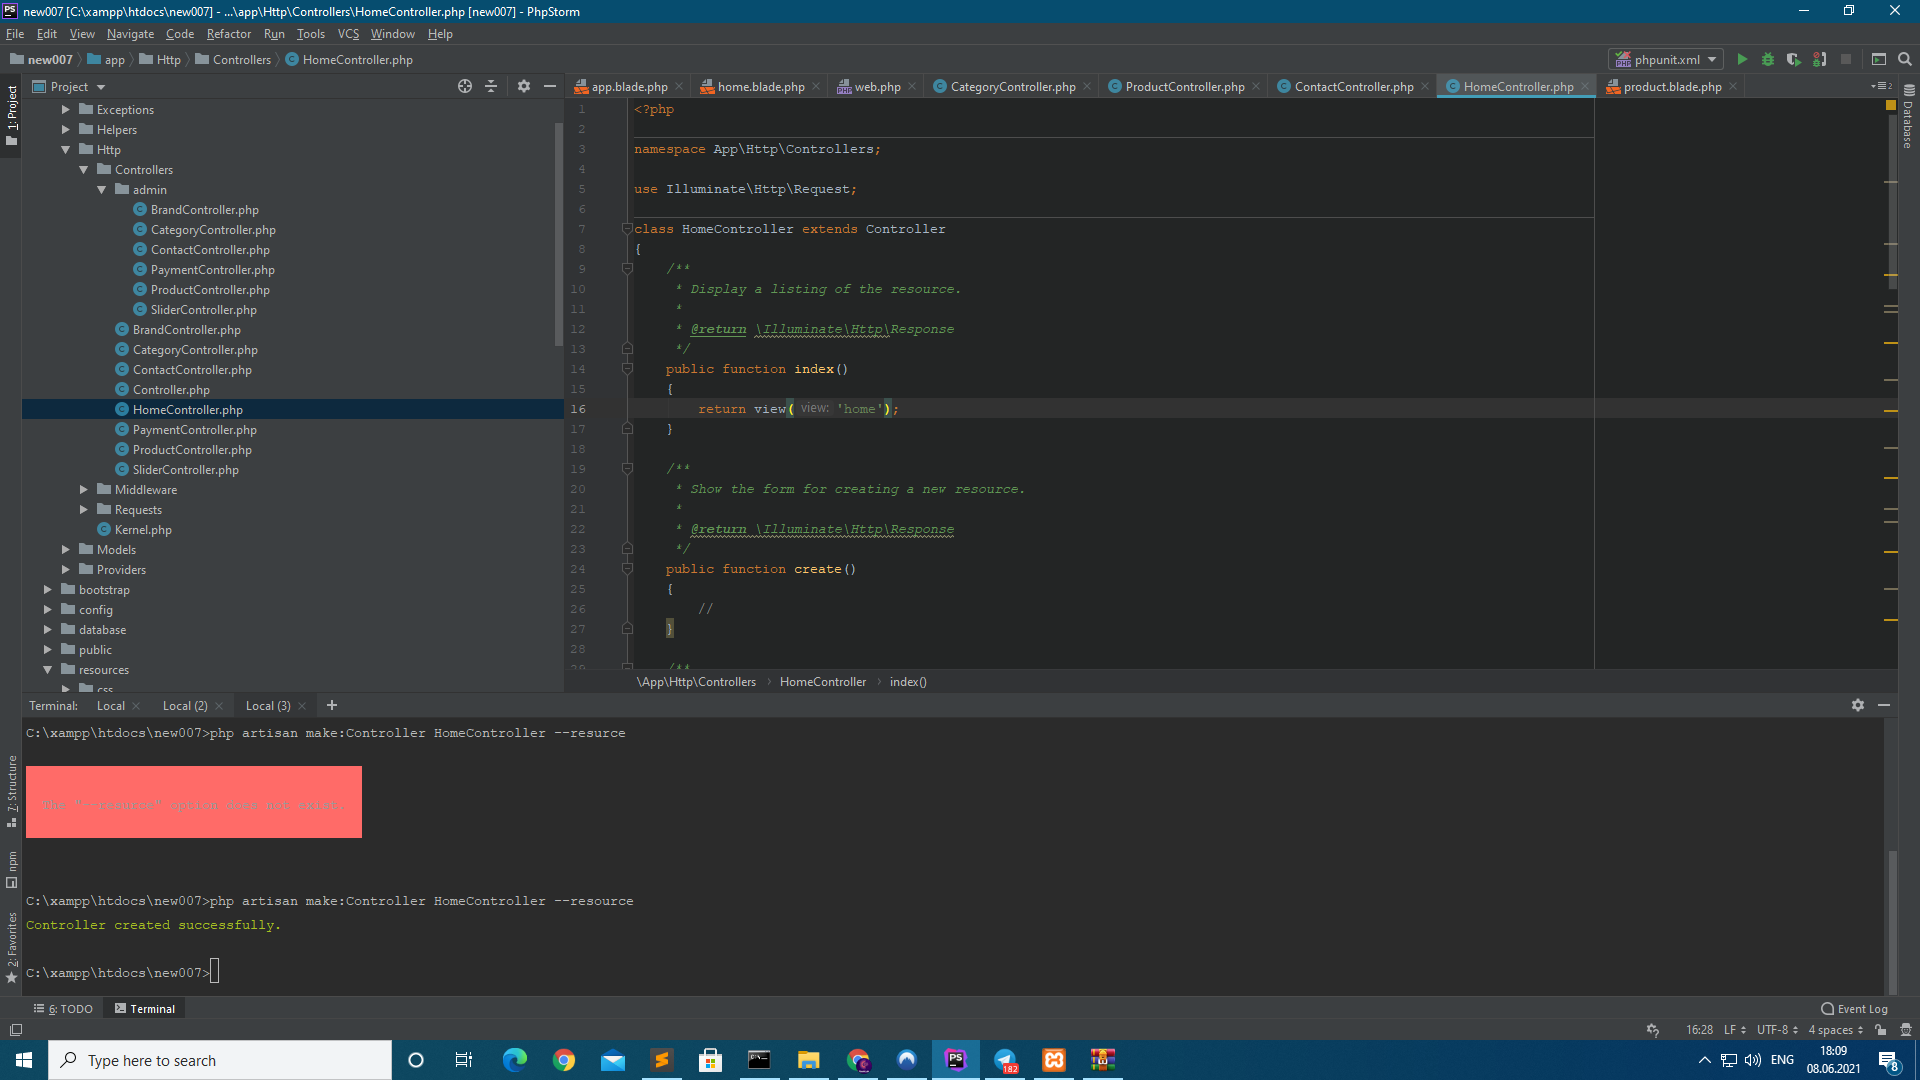 new007 [C:\xampp\htdocs\new007] - ...\app\Http\Controllers\HomeController.php [new007] - PhpStorm
File Edit View Navigate Code Refactor Run Tools VCS Window Help
new007 app Http Controllers HomeController.php phpunit.xml
Project
app.blade.php home.blade.php web.php CategoryController.php ProductController.php ContactController.php HomeController.php product.blade.php
1: Project
Exceptions
Helpers
Http
Controllers
admin
BrandController.php
CategoryController.php
ContactController.php
PaymentController.php
ProductController.php
SliderController.php
BrandController.php
CategoryController.php
ContactController.php
Controller.php
HomeController.php
PaymentController.php
ProductController.php
SliderController.php
Middleware
Requests
Kernel.php
Models
Providers
bootstrap
config
database
public
resources
css
1 <?php
2
3 namespace App\Http\Controllers;
4
5 use Illuminate\Http\Request;
6
7 class HomeController extends Controller
8 {
9 /**
10 * Display a listing of the resource.
11 *
12 * @return \Illuminate\Http\Response
13 */
14 public function index()
15 {
16 return view( view: 'home');
17 }
18
19 /**
20 * Show the form for creating a new resource.
21 *
22 * @return \Illuminate\Http\Response
23 */
24 public function create()
25 {
26 //
27 }
28
29 /**
\App\Http\Controllers HomeController index()
Database
Terminal: Local Local (2) Local (3)
C:\xampp\htdocs\new007>php artisan make:Controller HomeController --resurce
The "--resurce" option does not exist.
C:\xampp\htdocs\new007>php artisan make:Controller HomeController --resource
Controller created successfully.
C:\xampp\htdocs\new007>
7: Structure
npm
2: Favorites
6: TODO Terminal Event Log
16:28 LF UTF-8 4 spaces
Type here to search
PS 182 ENG 18:09
08.06.2021 8